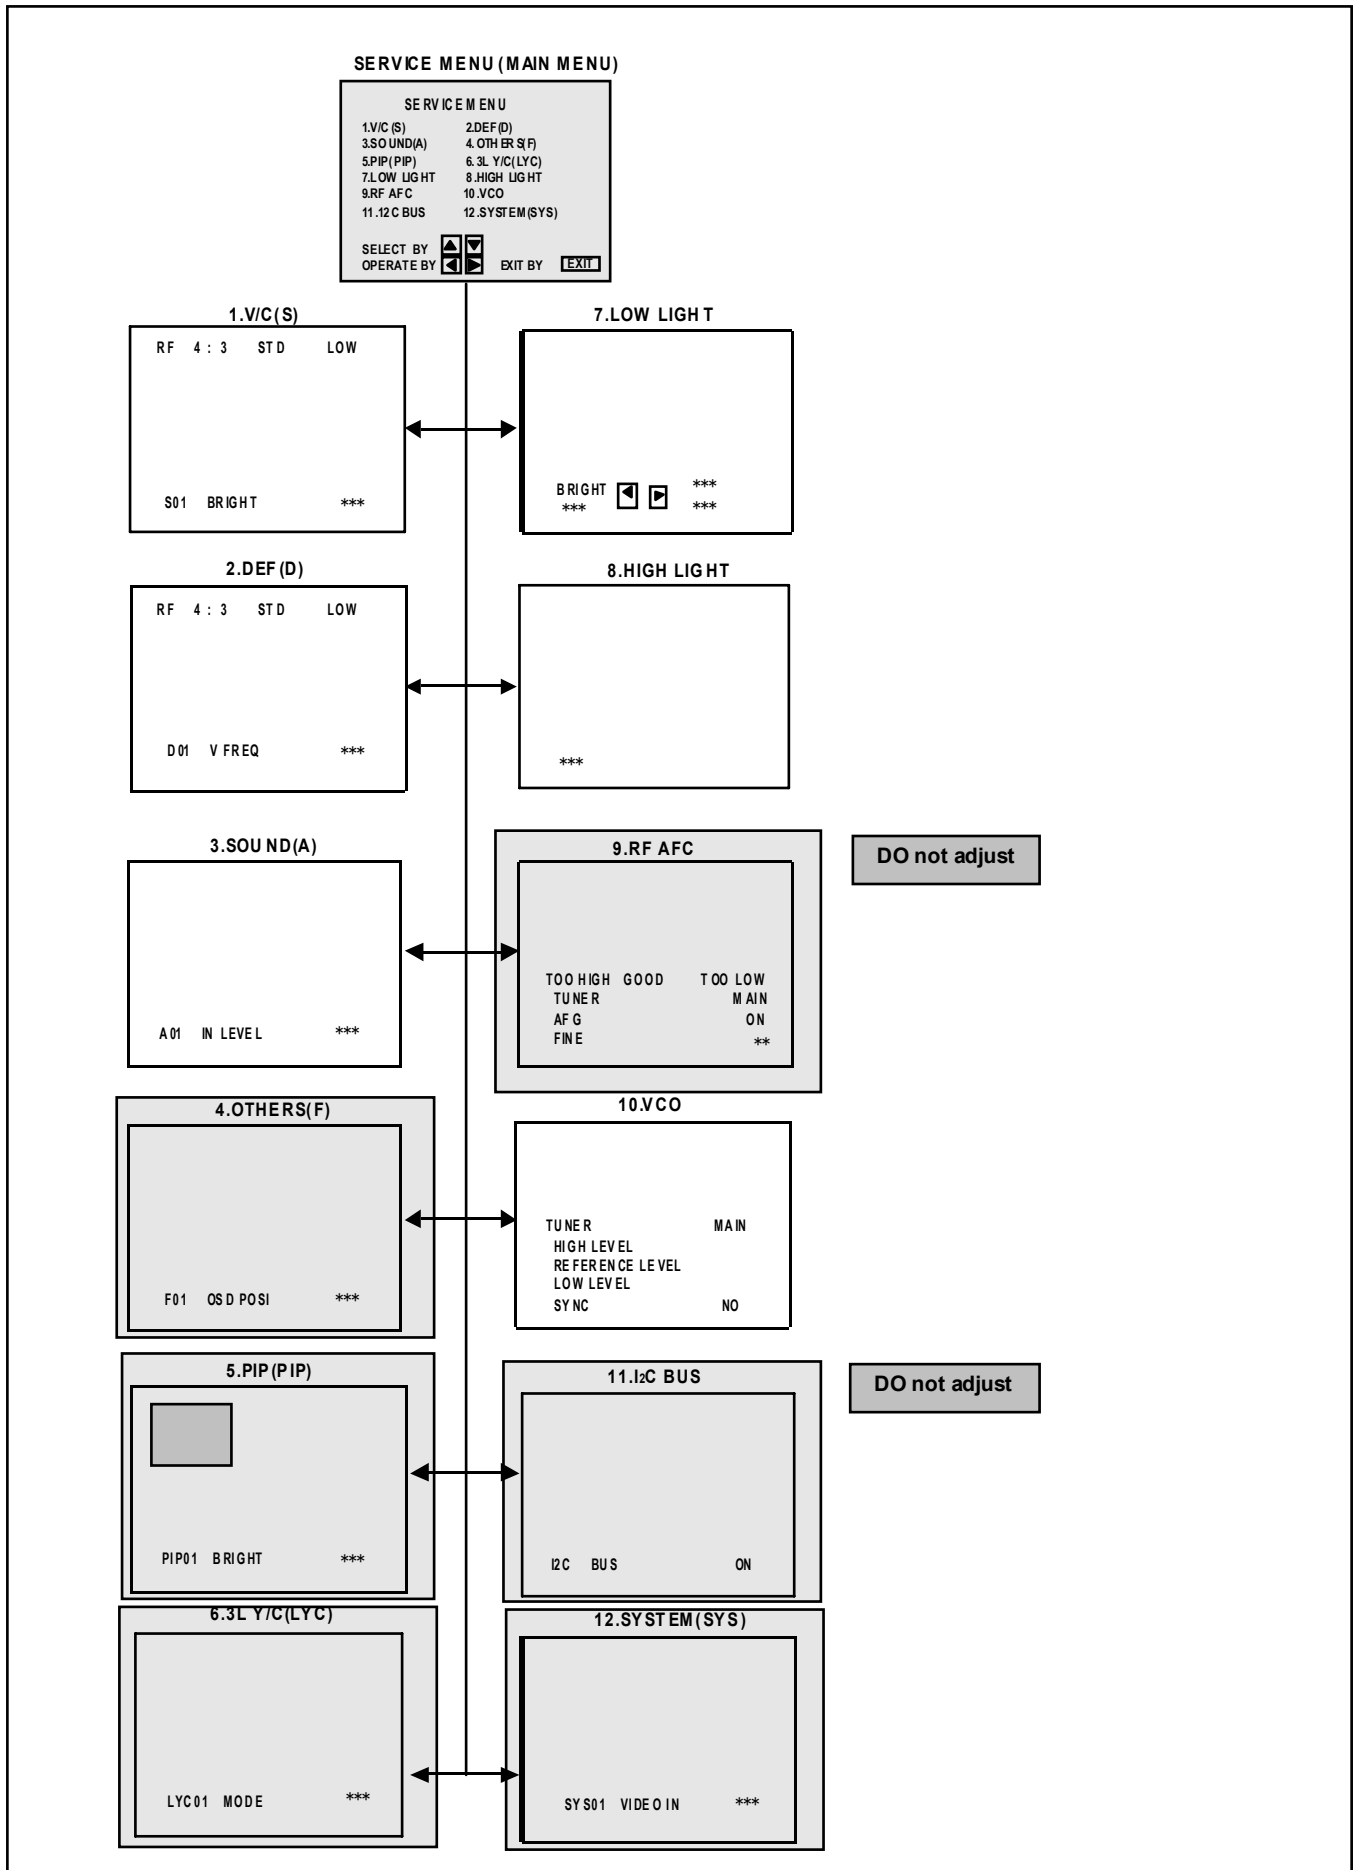 SERVICE MENU (MAIN MENU)
SERVICE MENU
1.V/C (S) 2.DEF(D)
3.SOUND(A) 4.OTHERS(F)
5.PIP(PIP) 6.3L Y/C(LYC)
7.LOW LIGHT 8.HIGH LIGHT
9.RF AFC 10.VCO
11.12C BUS 12.SYSTEM(SYS)
SELECT BY ▲ ▼
OPERATE BY ◀ ▶ EXIT BY EXIT
1.V/C(S)
RF 4:3 STD LOW
S01 BRIGHT ***
7.LOW LIGHT
BRIGHT ◀ ▶ ***
*** ***
2.DEF(D)
RF 4:3 STD LOW
D01 V FREQ ***
8.HIGH LIGHT
***
3.SOUND(A)
A01 IN LEVEL ***
9.RF AFC
TOO HIGH GOOD TOO LOW
TUNER MAIN
AFG ON
FINE **
DO not adjust
4.OTHERS(F)
F01 OSD POSI ***
10.VCO
TUNER MAIN
HIGH LEVEL
REFERENCE LEVEL
LOW LEVEL
SYNC NO
5.PIP(PIP)
PIP01 BRIGHT ***
11.I2C BUS
I2C BUS ON
DO not adjust
6.3L Y/C(LYC)
LYC01 MODE ***
12.SYSTEM(SYS)
SYS01 VIDEO IN ***